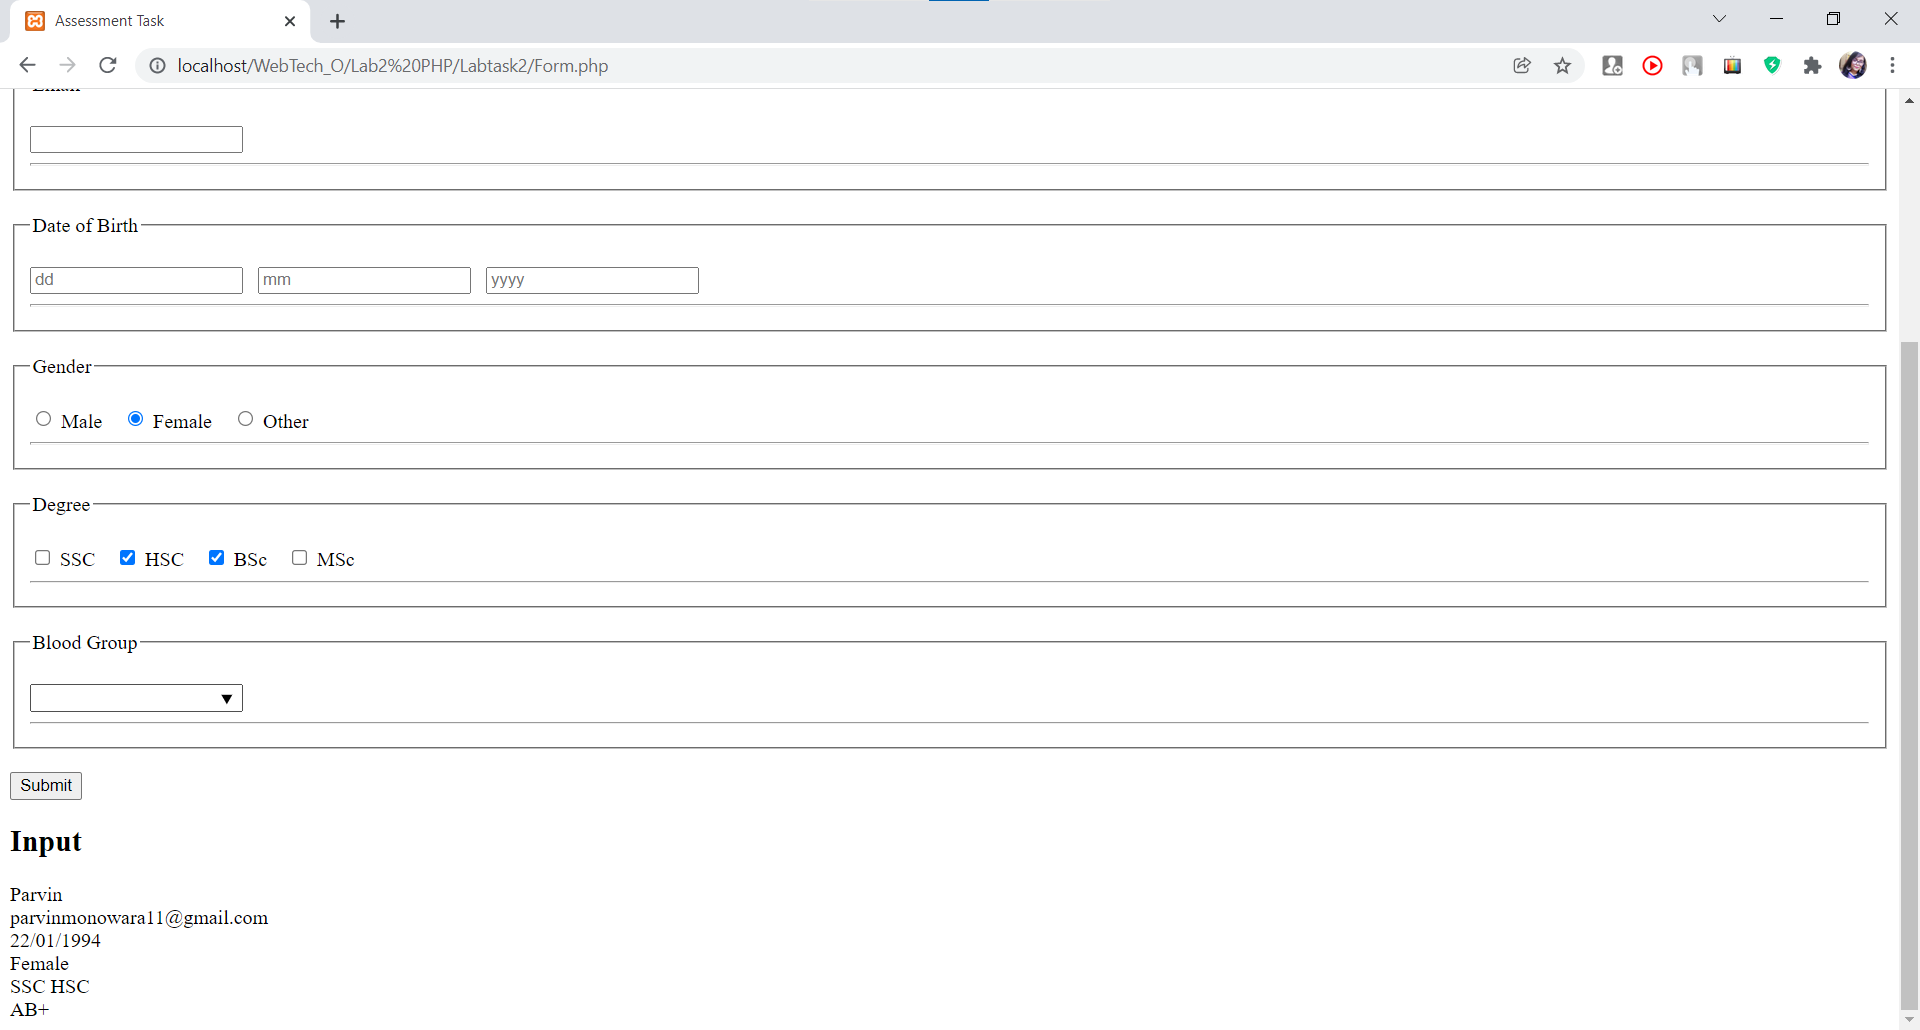 Assessment Task
localhost/WebTech_O/Lab2%20PHP/Labtask2/Form.php
Email
Date of Birth
dd mm yyyy
Gender
Male Female Other
Degree
SSC HSC BSc MSc
Blood Group
Submit
Input
Parvin
parvinmonowara11@gmail.com
22/01/1994
Female
SSC HSC
AB+